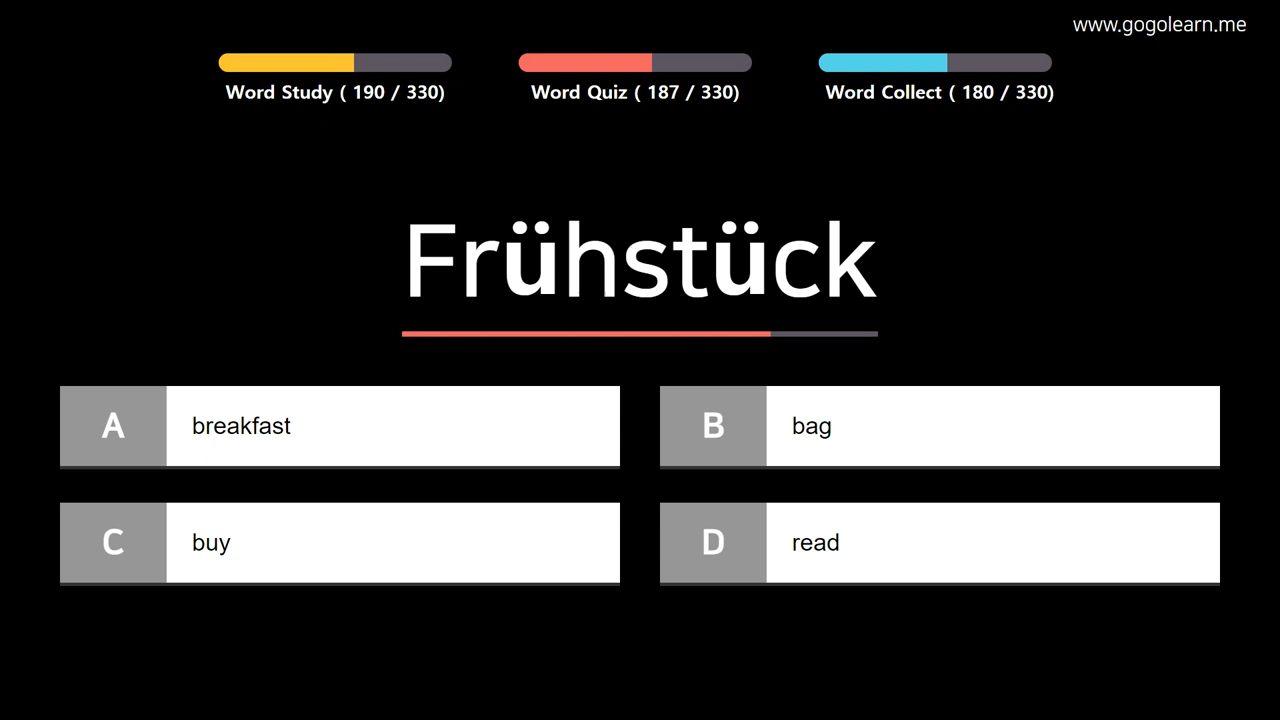 www.gogolearn.me
Word Study ( 190 / 330)
Word Quiz ( 187 / 330)
Word Collect ( 180 / 330)
Frühstück
A breakfast
B bag
C buy
D read